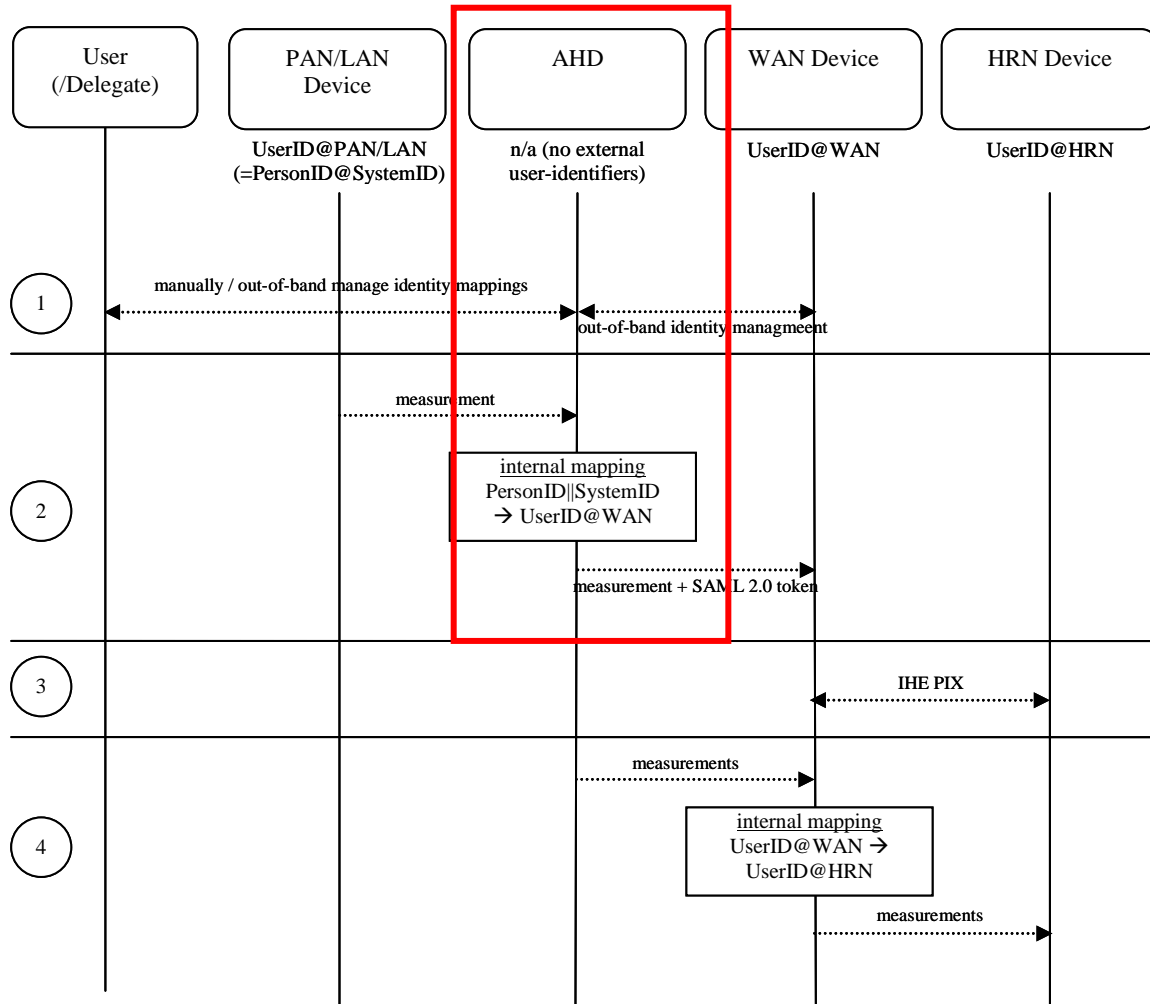 User
(/Delegate)
PAN/LAN
Device
AHD
WAN Device
HRN Device
UserID@PAN/LAN
(=PersonID@SystemID)
n/a (no external
user-identifiers)
UserID@WAN
UserID@HRN
1
manually / out-of-band manage identity mappings
out-of-band identity managmeent
2
measurement
internal mapping
PersonID||SystemID
→ UserID@WAN
measurement + SAML 2.0 token
3
IHE PIX
4
measurements
internal mapping
UserID@WAN →
UserID@HRN
measurements